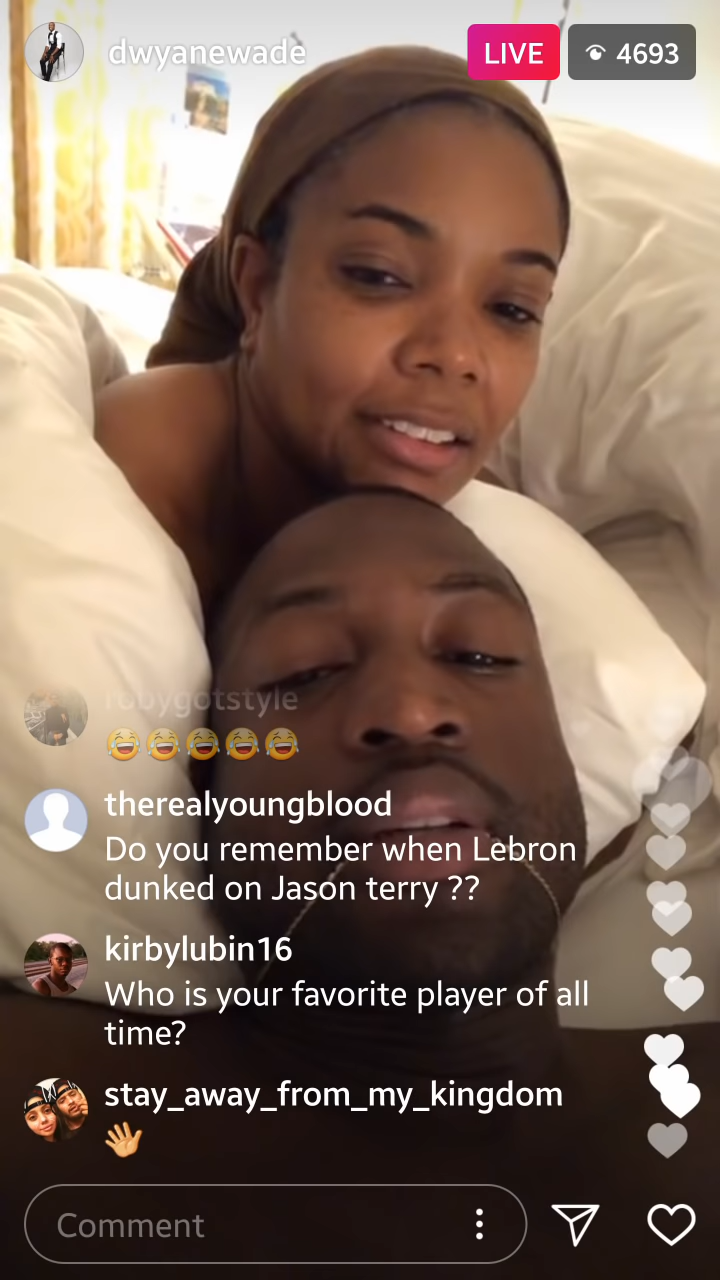 dwyanewade
LIVE
4693
robygotstyle
😂😂😂😂😂
therealyoungblood
Do you remember when Lebron
dunked on Jason terry ??
kirbylubin16
Who is your favorite player of all
time?
stay_away_from_my_kingdom
👋🏼
Comment